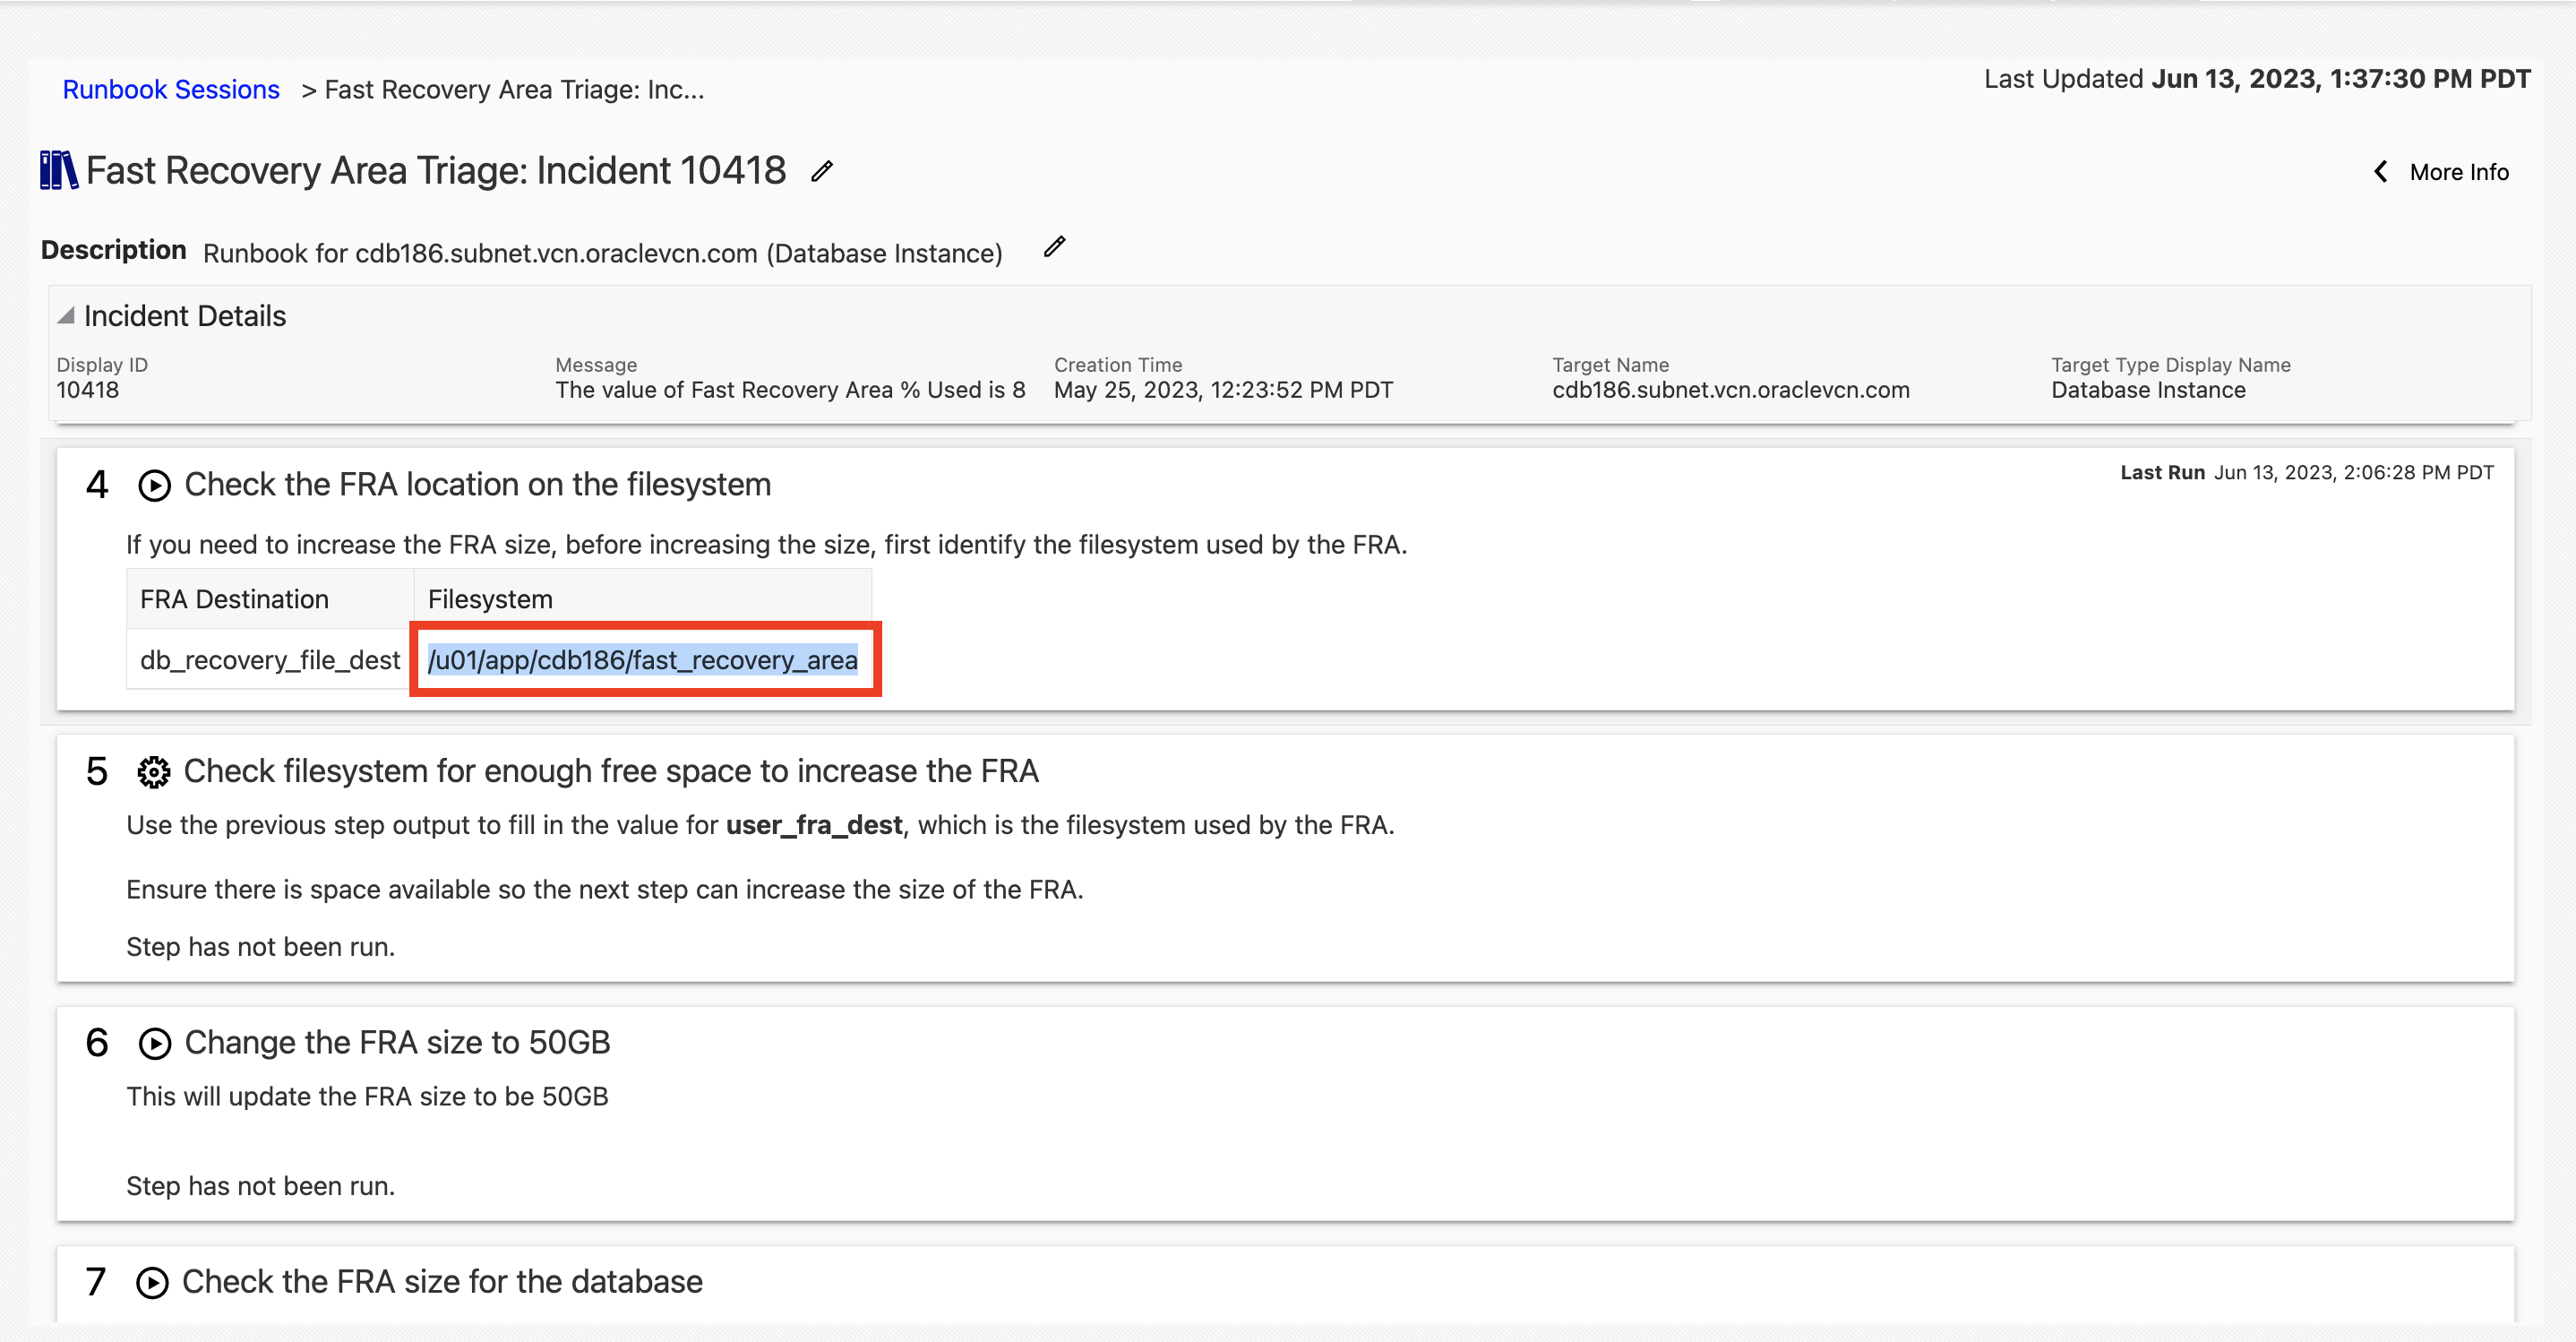 Runbook Sessions > Fast Recovery Area Triage: Inc...
Last Updated Jun 13, 2023, 1:37:30 PM PDT
Fast Recovery Area Triage: Incident 10418
More Info
Description Runbook for cdb186.subnet.vcn.oraclevcn.com (Database Instance)
Incident Details
Display ID Message Creation Time Target Name Target Type Display Name
10418 The value of Fast Recovery Area % Used is 8 May 25, 2023, 12:23:52 PM PDT cdb186.subnet.vcn.oraclevcn.com Database Instance
4 Check the FRA location on the filesystem
Last Run Jun 13, 2023, 2:06:28 PM PDT
If you need to increase the FRA size, before increasing the size, first identify the filesystem used by the FRA.
FRA Destination Filesystem
db_recovery_file_dest /u01/app/cdb186/fast_recovery_area
5 Check filesystem for enough free space to increase the FRA
Use the previous step output to fill in the value for user_fra_dest, which is the filesystem used by the FRA.
Ensure there is space available so the next step can increase the size of the FRA.
Step has not been run.
6 Change the FRA size to 50GB
This will update the FRA size to be 50GB
Step has not been run.
7 Check the FRA size for the database